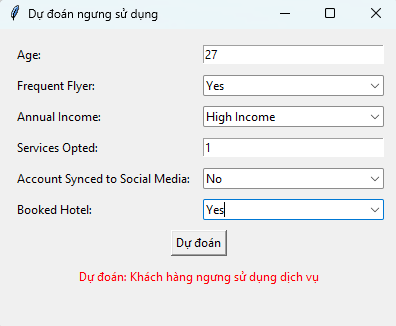 Dự đoán ngưng sử dụng
Age: 27
Frequent Flyer: Yes
Annual Income: High Income
Services Opted: 1
Account Synced to Social Media: No
Booked Hotel: Yes
Dự đoán
Dự đoán: Khách hàng ngưng sử dụng dịch vụ